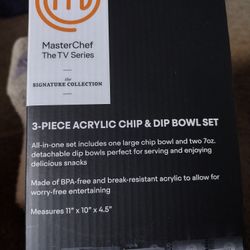 MasterChef
The TV Series
the
SIGNATURE COLLECTION
3-PIECE ACRYLIC CHIP & DIP BOWL SET
All-in-one set includes one large chip bowl and two 7oz.
detachable dip bowls perfect for serving and enjoying
delicious snacks
Made of BPA-free and break-resistant acrylic to allow for
worry-free entertaining
Measures 11" x 10" x 4.5"